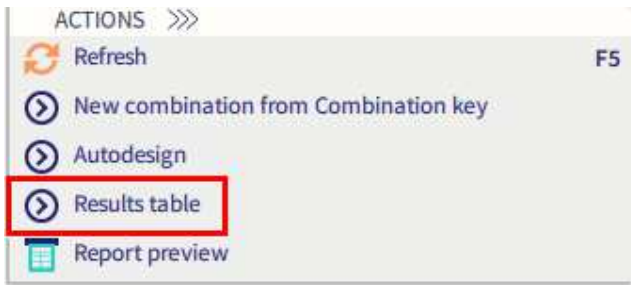 ACTIONS >>>
Refresh F5
New combination from Combination key
Autodesign
Results table
Report preview